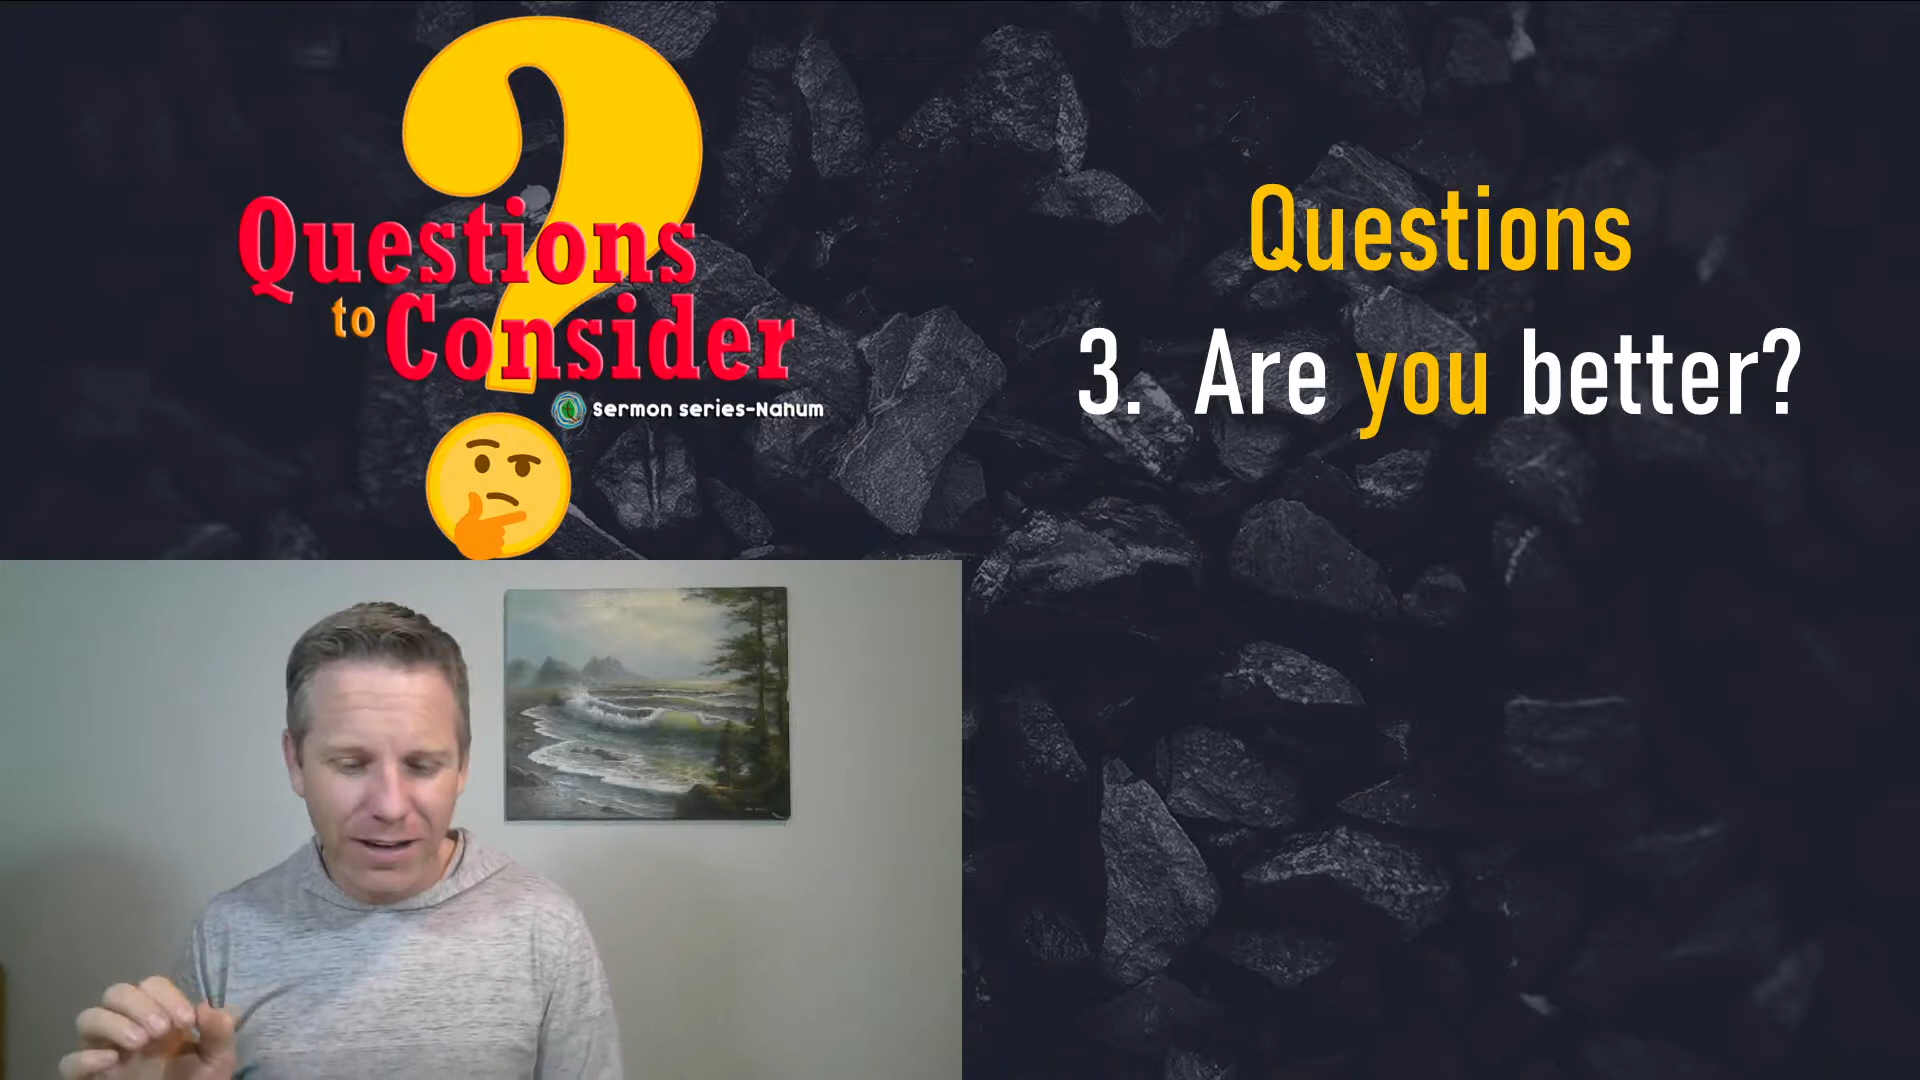 Questions
to Consider
Sermon series-Nahum
Questions
3. Are you better?